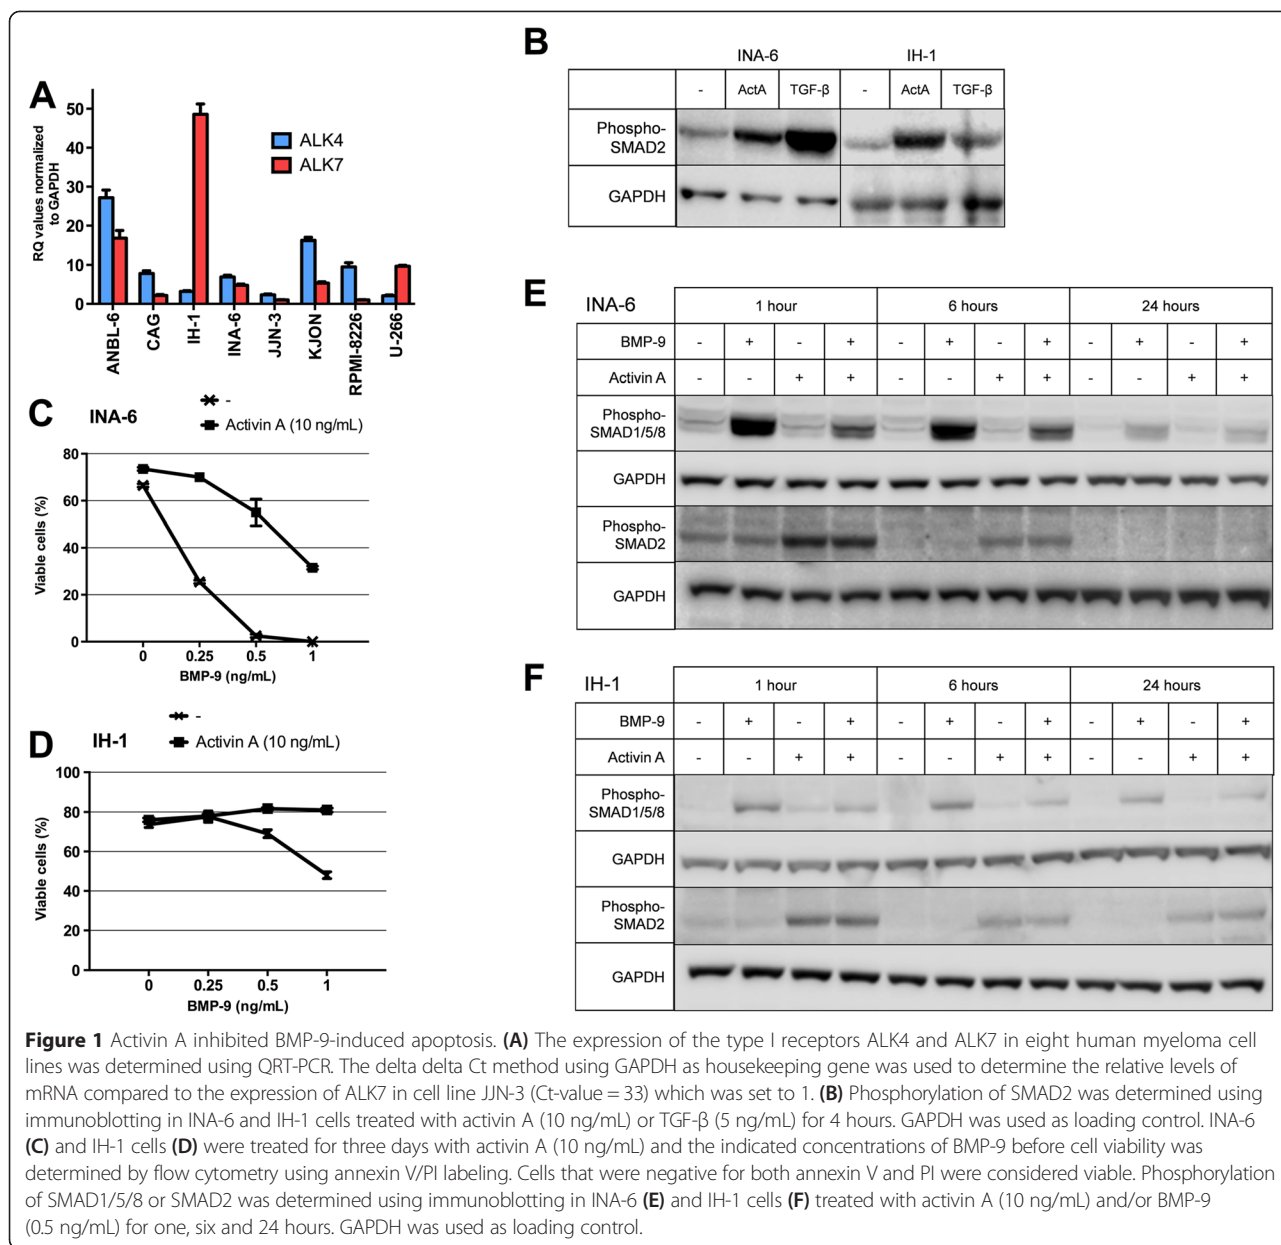 A
RQ values normalized
to GAPDH
50
40
30
20
10
0
ALK4
ALK7
ANBL-6
CAG
IH-1
INA-6
JJN-3
KJON
RPMI-8226
U-266
B
INA-6 IH-1
- ActA TGF-β - ActA TGF-β
Phospho-
SMAD2
GAPDH
C
INA-6
-
Activin A (10 ng/mL)
Viable cells (%)
80
60
40
20
0
0 0.25 0.5 1
BMP-9 (ng/mL)
D
IH-1
-
Activin A (10 ng/mL)
Viable cells (%)
100
80
60
40
20
0
0 0.25 0.5 1
BMP-9 (ng/mL)
E
INA-6 1 hour 6 hours 24 hours
BMP-9 - + - + - + - + - + - +
Activin A - - + + - - + + - - + +
Phospho-
SMAD1/5/8
GAPDH
Phospho-
SMAD2
GAPDH
F
IH-1 1 hour 6 hours 24 hours
BMP-9 - + - + - + - + - + - +
Activin A - - + + - - + + - - + +
Phospho-
SMAD1/5/8
GAPDH
Phospho-
SMAD2
GAPDH
Figure 1 Activin A inhibited BMP-9-induced apoptosis. (A) The expression of the type I receptors ALK4 and ALK7 in eight human myeloma cell
lines was determined using QRT-PCR. The delta delta Ct method using GAPDH as housekeeping gene was used to determine the relative levels of
mRNA compared to the expression of ALK7 in cell line JJN-3 (Ct-value = 33) which was set to 1. (B) Phosphorylation of SMAD2 was determined using
immunoblotting in INA-6 and IH-1 cells treated with activin A (10 ng/mL) or TGF-β (5 ng/mL) for 4 hours. GAPDH was used as loading control. INA-6
(C) and IH-1 cells (D) were treated for three days with activin A (10 ng/mL) and the indicated concentrations of BMP-9 before cell viability was
determined by flow cytometry using annexin V/PI labeling. Cells that were negative for both annexin V and PI were considered viable. Phosphorylation
of SMAD1/5/8 or SMAD2 was determined using immunoblotting in INA-6 (E) and IH-1 cells (F) treated with activin A (10 ng/mL) and/or BMP-9
(0.5 ng/mL) for one, six and 24 hours. GAPDH was used as loading control.